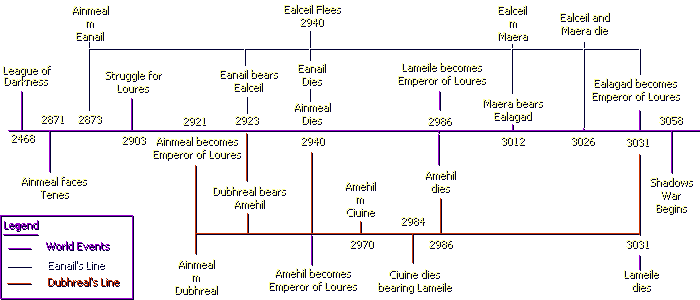 Ainmeal
m
Eanail
Ealceil Flees
2940
Ealceil
m
Maera
Ealceil and
Maera die
League of
Darkness
Struggle for
Loures
Eanail bears
Ealceil
Eanail
Dies
Ainmeal
Dies
Lameile becomes
Emperor of Loures
Maera bears
Ealagad
Ealagad becomes
Emperor of Loures
2871
2873
2921
2923
2986
3058
2468
2903
2940
3012
3026
3031
Ainmeal faces
Tenes
Ainmeal becomes
Emperor of Loures
Dubhreal bears
Amehil
Amehil
m
Ciuine
Amehil
dies
Shadows
War
Begins
2984
2970
2986
3031
Ainmeal
m
Dubhreal
Amehil becomes
Emperor of Loures
Ciuine dies
bearing Lameile
Lameile
dies
Legend
World Events
Eanail's Line
Dubhreal's Line